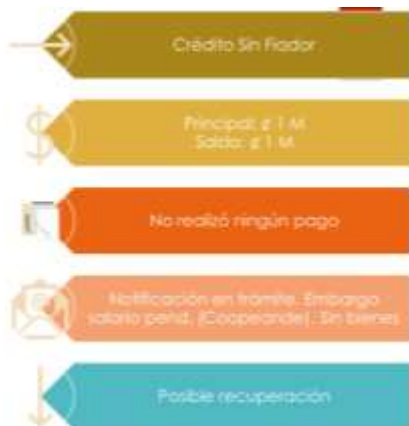 Crédito Sin Fiador
Principal: ¢ 1 M
Saldo: ¢ 1 M
No realizó ningún pago
Notificación en trámite. Embargo
salario pend. (Coopeande). Sin bienes
Posible recuperación